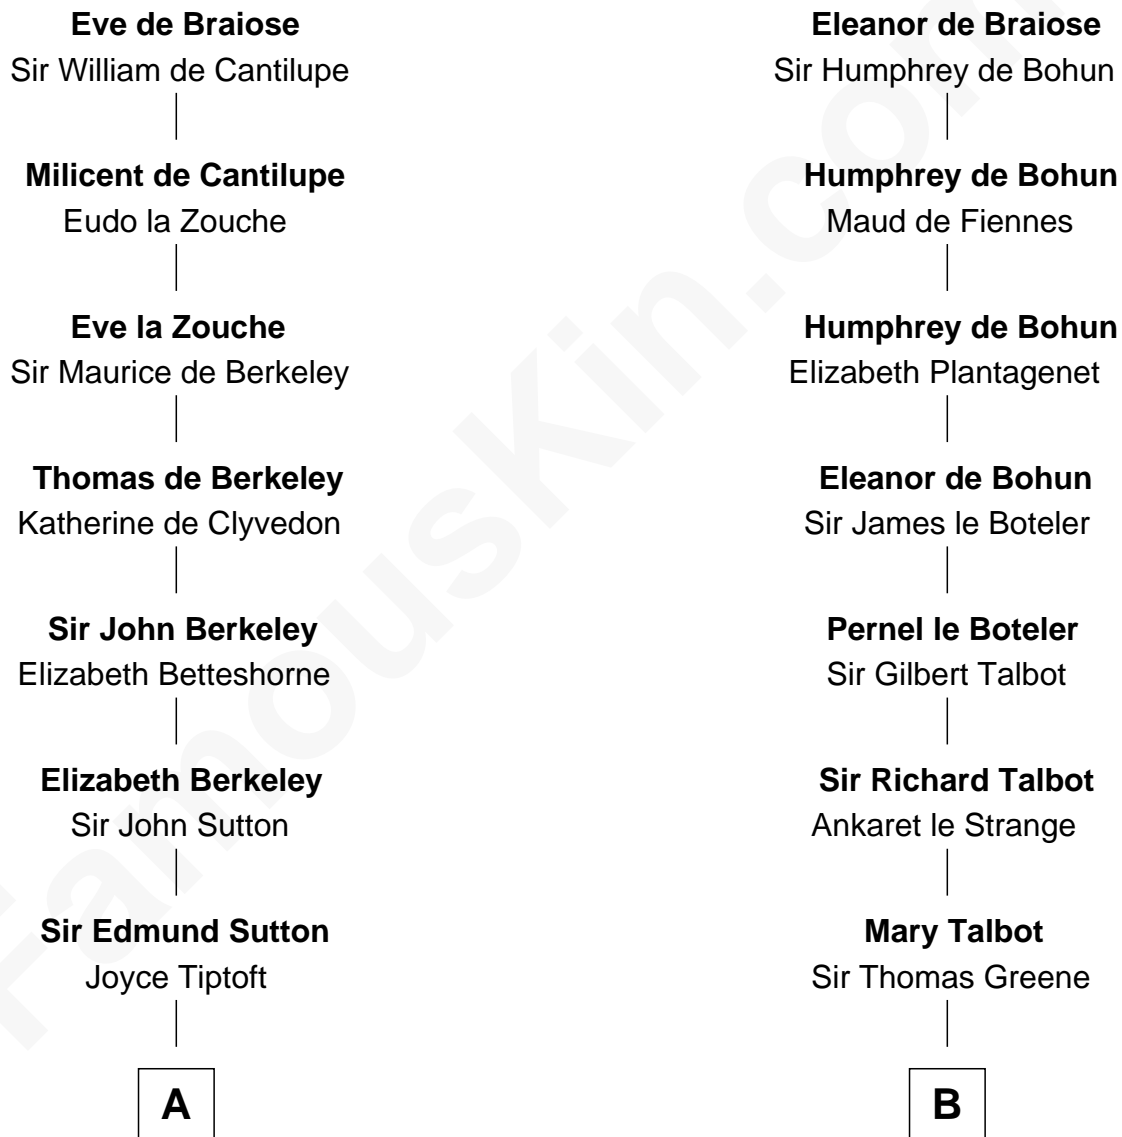 Eve de Braiose
Sir William de Cantilupe
Milicent de Cantilupe
Eudo la Zouche
Eve la Zouche
Sir Maurice de Berkeley
Thomas de Berkeley
Katherine de Clyvedon
Sir John Berkeley
Elizabeth Betteshorne
Elizabeth Berkeley
Sir John Sutton
Sir Edmund Sutton
Joyce Tiptoft
A
Eleanor de Braiose
Sir Humphrey de Bohun
Humphrey de Bohun
Maud de Fiennes
Humphrey de Bohun
Elizabeth Plantagenet
Eleanor de Bohun
Sir James le Boteler
Pernel le Boteler
Sir Gilbert Talbot
Sir Richard Talbot
Ankaret le Strange
Mary Talbot
Sir Thomas Greene
B
FamousKin.com